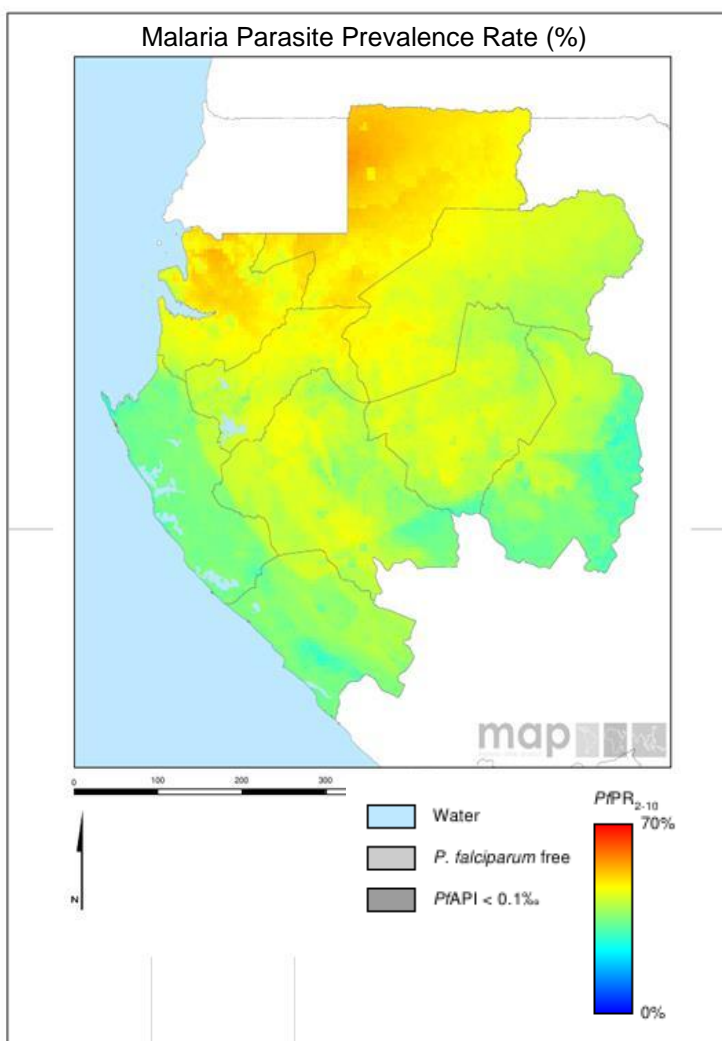 Malaria Parasite Prevalence Rate (%)
map
0 100 200 300
N
Water
P. falciparum free
PfAPI < 0.1‰
PfPR2-10
70%
0%